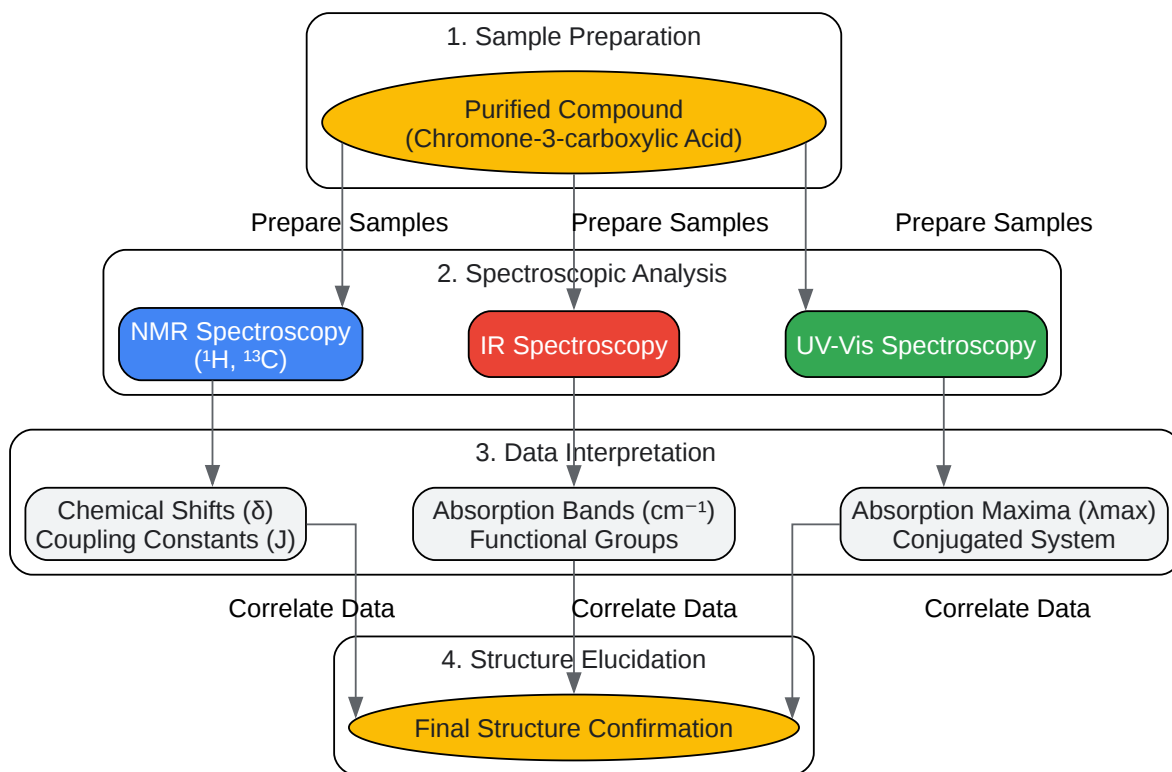 1. Sample Preparation
Purified Compound
(Chromone-3-carboxylic Acid)
Prepare Samples
Prepare Samples
Prepare Samples
2. Spectroscopic Analysis
NMR Spectroscopy
(¹H, ¹³C)
IR Spectroscopy
UV-Vis Spectroscopy
3. Data Interpretation
Chemical Shifts (δ)
Coupling Constants (J)
Absorption Bands (cm⁻¹)
Functional Groups
Absorption Maxima (λmax)
Conjugated System
Correlate Data
Correlate Data
Correlate Data
4. Structure Elucidation
Final Structure Confirmation